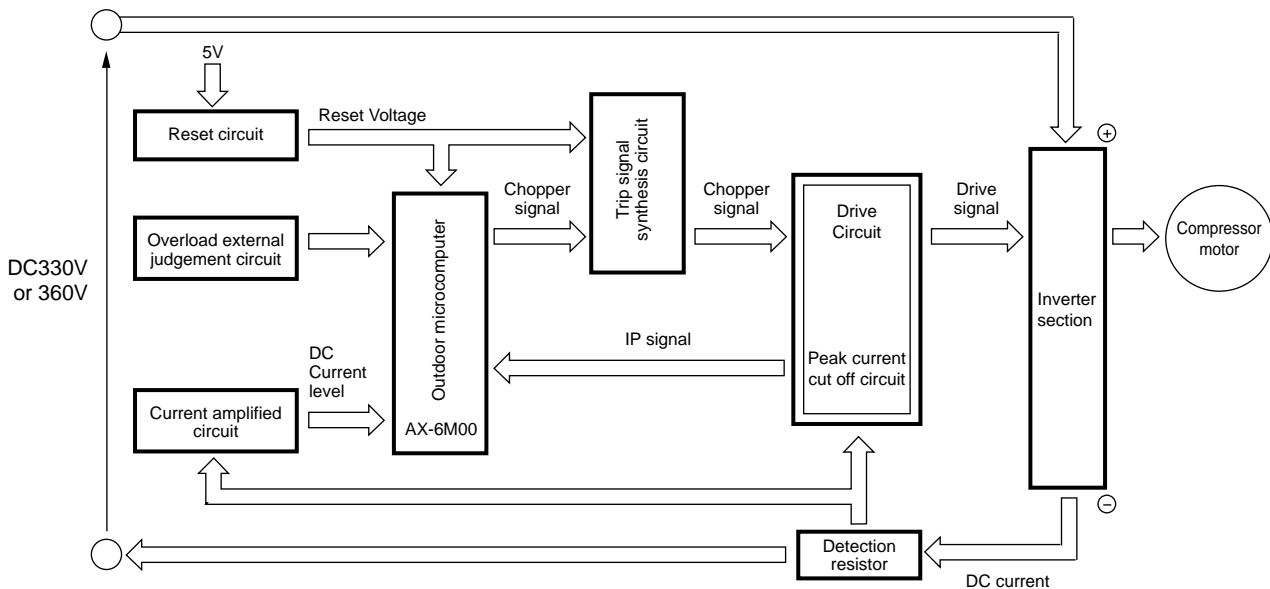 5V
Reset circuit
Reset Voltage
Trip signal
synthesis circuit
+
Chopper
signal
Chopper
signal
Drive
Circuit
Drive
signal
Compressor
motor
Overload external
judgement circuit
DC330V
or 360V
Outdoor microcomputer
Inverter
section
IP signal
Peak current
cut off circuit
DC
Current
level
Current amplified
circuit
AX-6M00
−
Detection
resistor
DC current